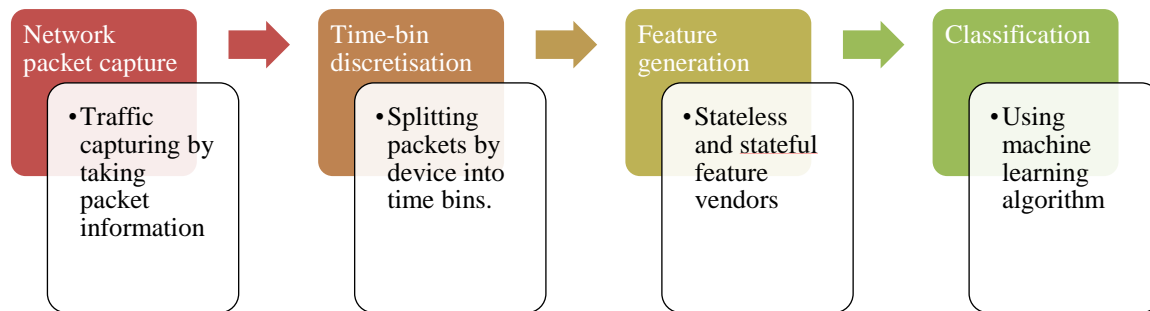 Network
packet capture
• Traffic
capturing by
taking
packet
information
Time-bin
discretisation
• Splitting
packets by
device into
time bins.
Feature
generation
• Stateless
and stateful
feature
vendors
Classification
• Using
machine
learning
algorithm